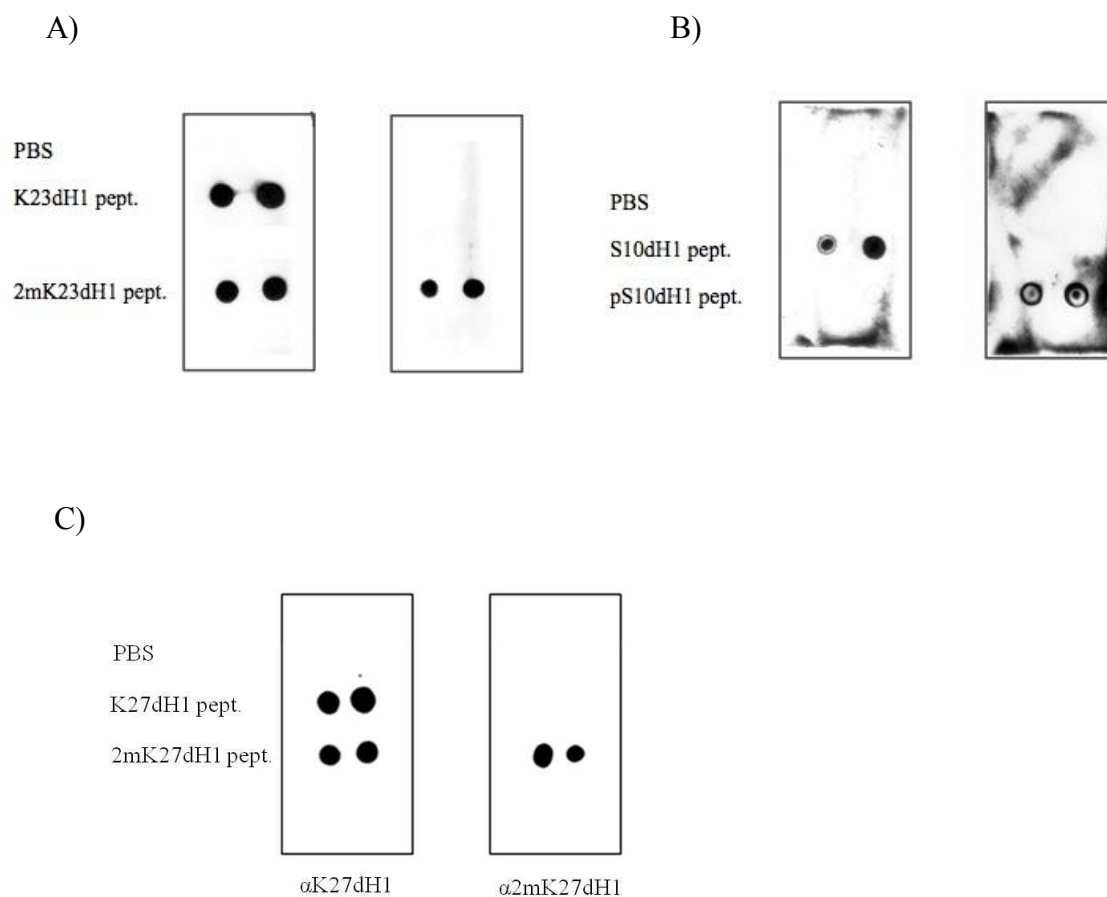 A)
PBS
K23dH1 pept.
2mK23dH1 pept.
B)
PBS
S10dH1 pept.
pS10dH1 pept.
C)
PBS
K27dH1 pept.
2mK27dH1 pept.
αK27dH1
α2mK27dH1